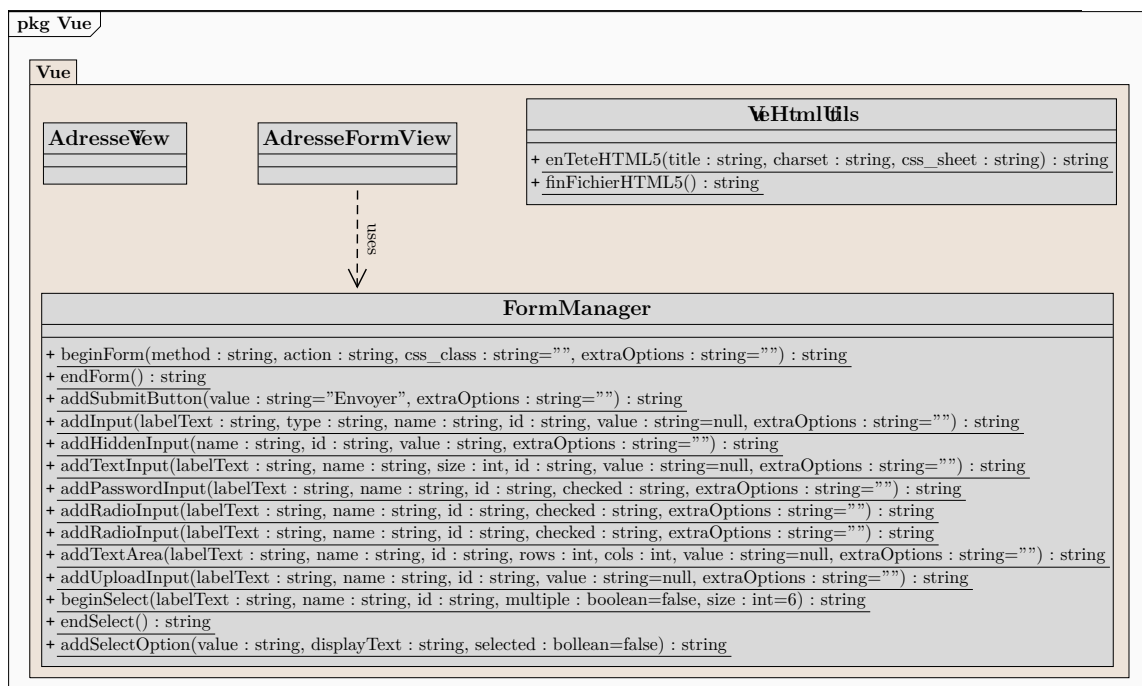 pkg Vue
Vue
AdresseView
AdresseFormView
VueHtmlUtils
+ enTeteHTML5(title : string, charset : string, css_sheet : string) : string
+ finFichierHTML5() : string
uses
FormManager
+ beginForm(method : string, action : string, css_class : string="", extraOptions : string="") : string
+ endForm() : string
+ addSubmitButton(value : string="Envoyer", extraOptions : string="") : string
+ addInput(labelText : string, type : string, name : string, id : string, value : string=null, extraOptions : string="") : string
+ addHiddenInput(name : string, id : string, value : string, extraOptions : string="") : string
+ addTextInput(labelText : string, name : string, size : int, id : string, value : string=null, extraOptions : string="") : string
+ addPasswordInput(labelText : string, name : string, id : string, checked : string, extraOptions : string="") : string
+ addRadioInput(labelText : string, name : string, id : string, checked : string, extraOptions : string="") : string
+ addRadioInput(labelText : string, name : string, id : string, checked : string, extraOptions : string="") : string
+ addTextArea(labelText : string, name : string, id : string, rows : int, cols : int, value : string=null, extraOptions : string="") : string
+ addUploadInput(labelText : string, name : string, id : string, value : string=null, extraOptions : string="") : string
+ beginSelect(labelText : string, name : string, id : string, multiple : boolean=false, size : int=6) : string
+ endSelect() : string
+ addSelectOption(value : string, displayText : string, selected : bollean=false) : string